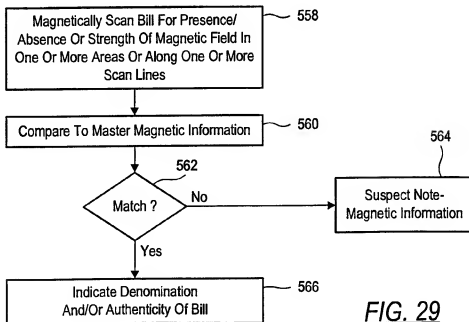 Magnetically Scan Bill For Presence/
Absence Or Strength Of Magnetic Field In
One Or More Areas Or Along One Or More
Scan Lines
558
Compare To Master Magnetic Information
560
562
564
Match ?
No
Suspect Note-
Magnetic Information
Yes
Indicate Denomination
And/Or Authenticity Of Bill
566
FIG. 29